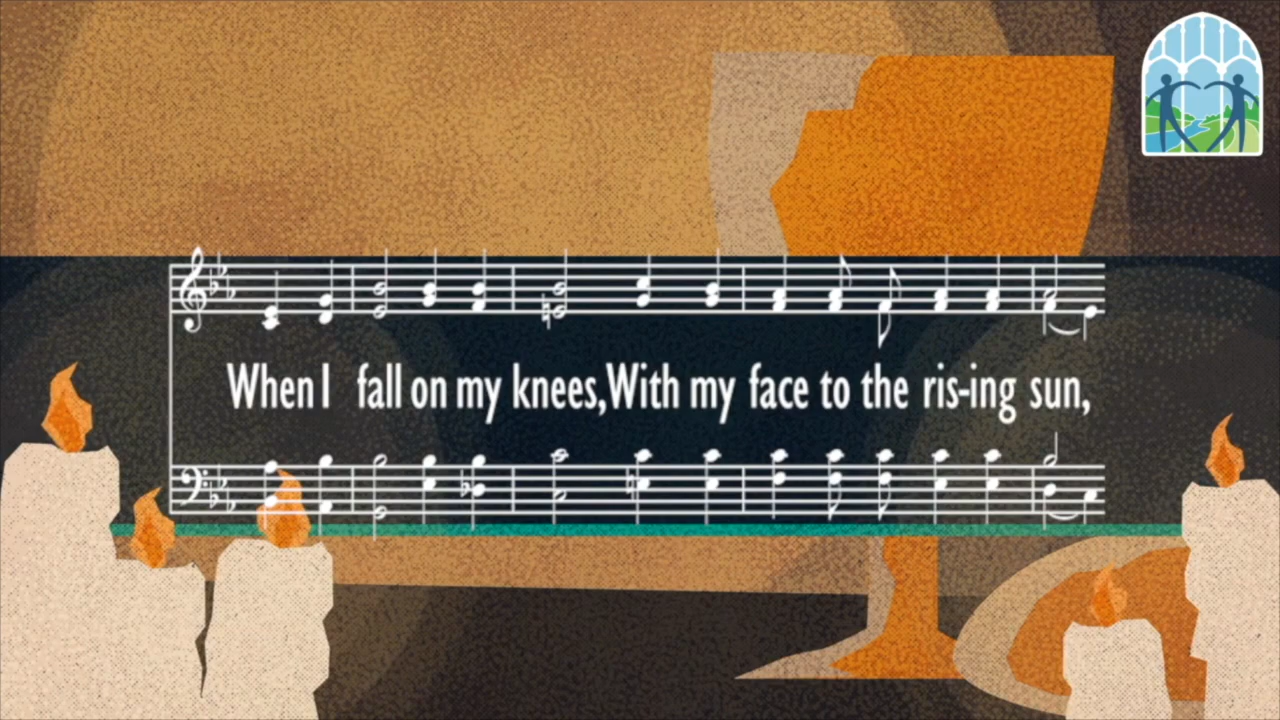 When I fall on my knees, With my face to the ris-ing sun,